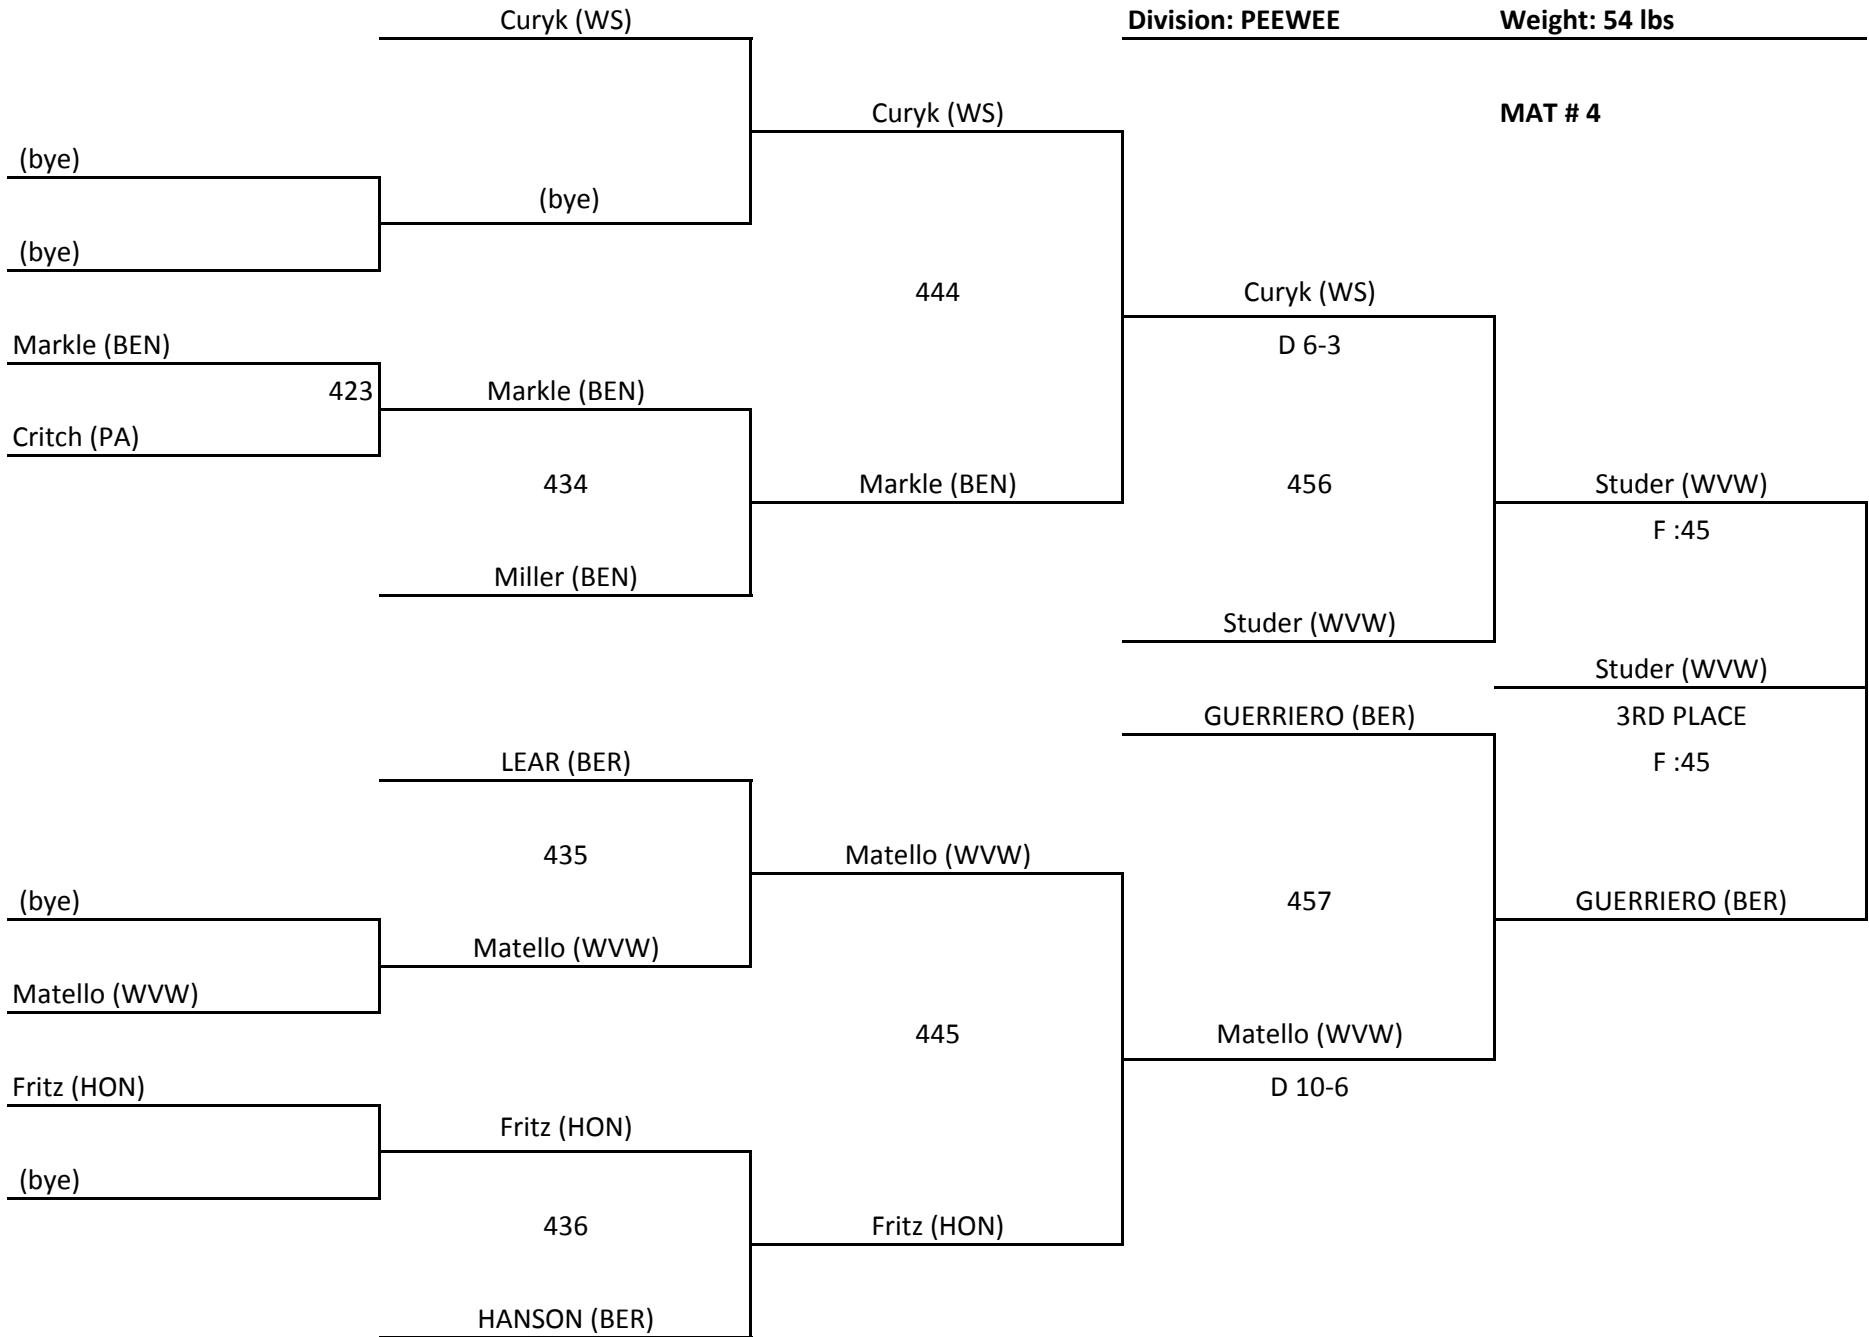 Curyk (WS)
Division: PEEWEE Weight: 54 lbs
Curyk (WS)
MAT # 4
(bye)
(bye)
(bye)
444
Curyk (WS)
Markle (BEN)
D 6-3
423
Markle (BEN)
Critch (PA)
434
Markle (BEN)
456
Studer (WVW)
F :45
Miller (BEN)
Studer (WVW)
Studer (WVW)
GUERRIERO (BER)
3RD PLACE
LEAR (BER)
F :45
435
Matello (WVW)
(bye)
457
GUERRIERO (BER)
Matello (WVW)
Matello (WVW)
445
Matello (WVW)
Fritz (HON)
D 10-6
Fritz (HON)
(bye)
436
Fritz (HON)
HANSON (BER)